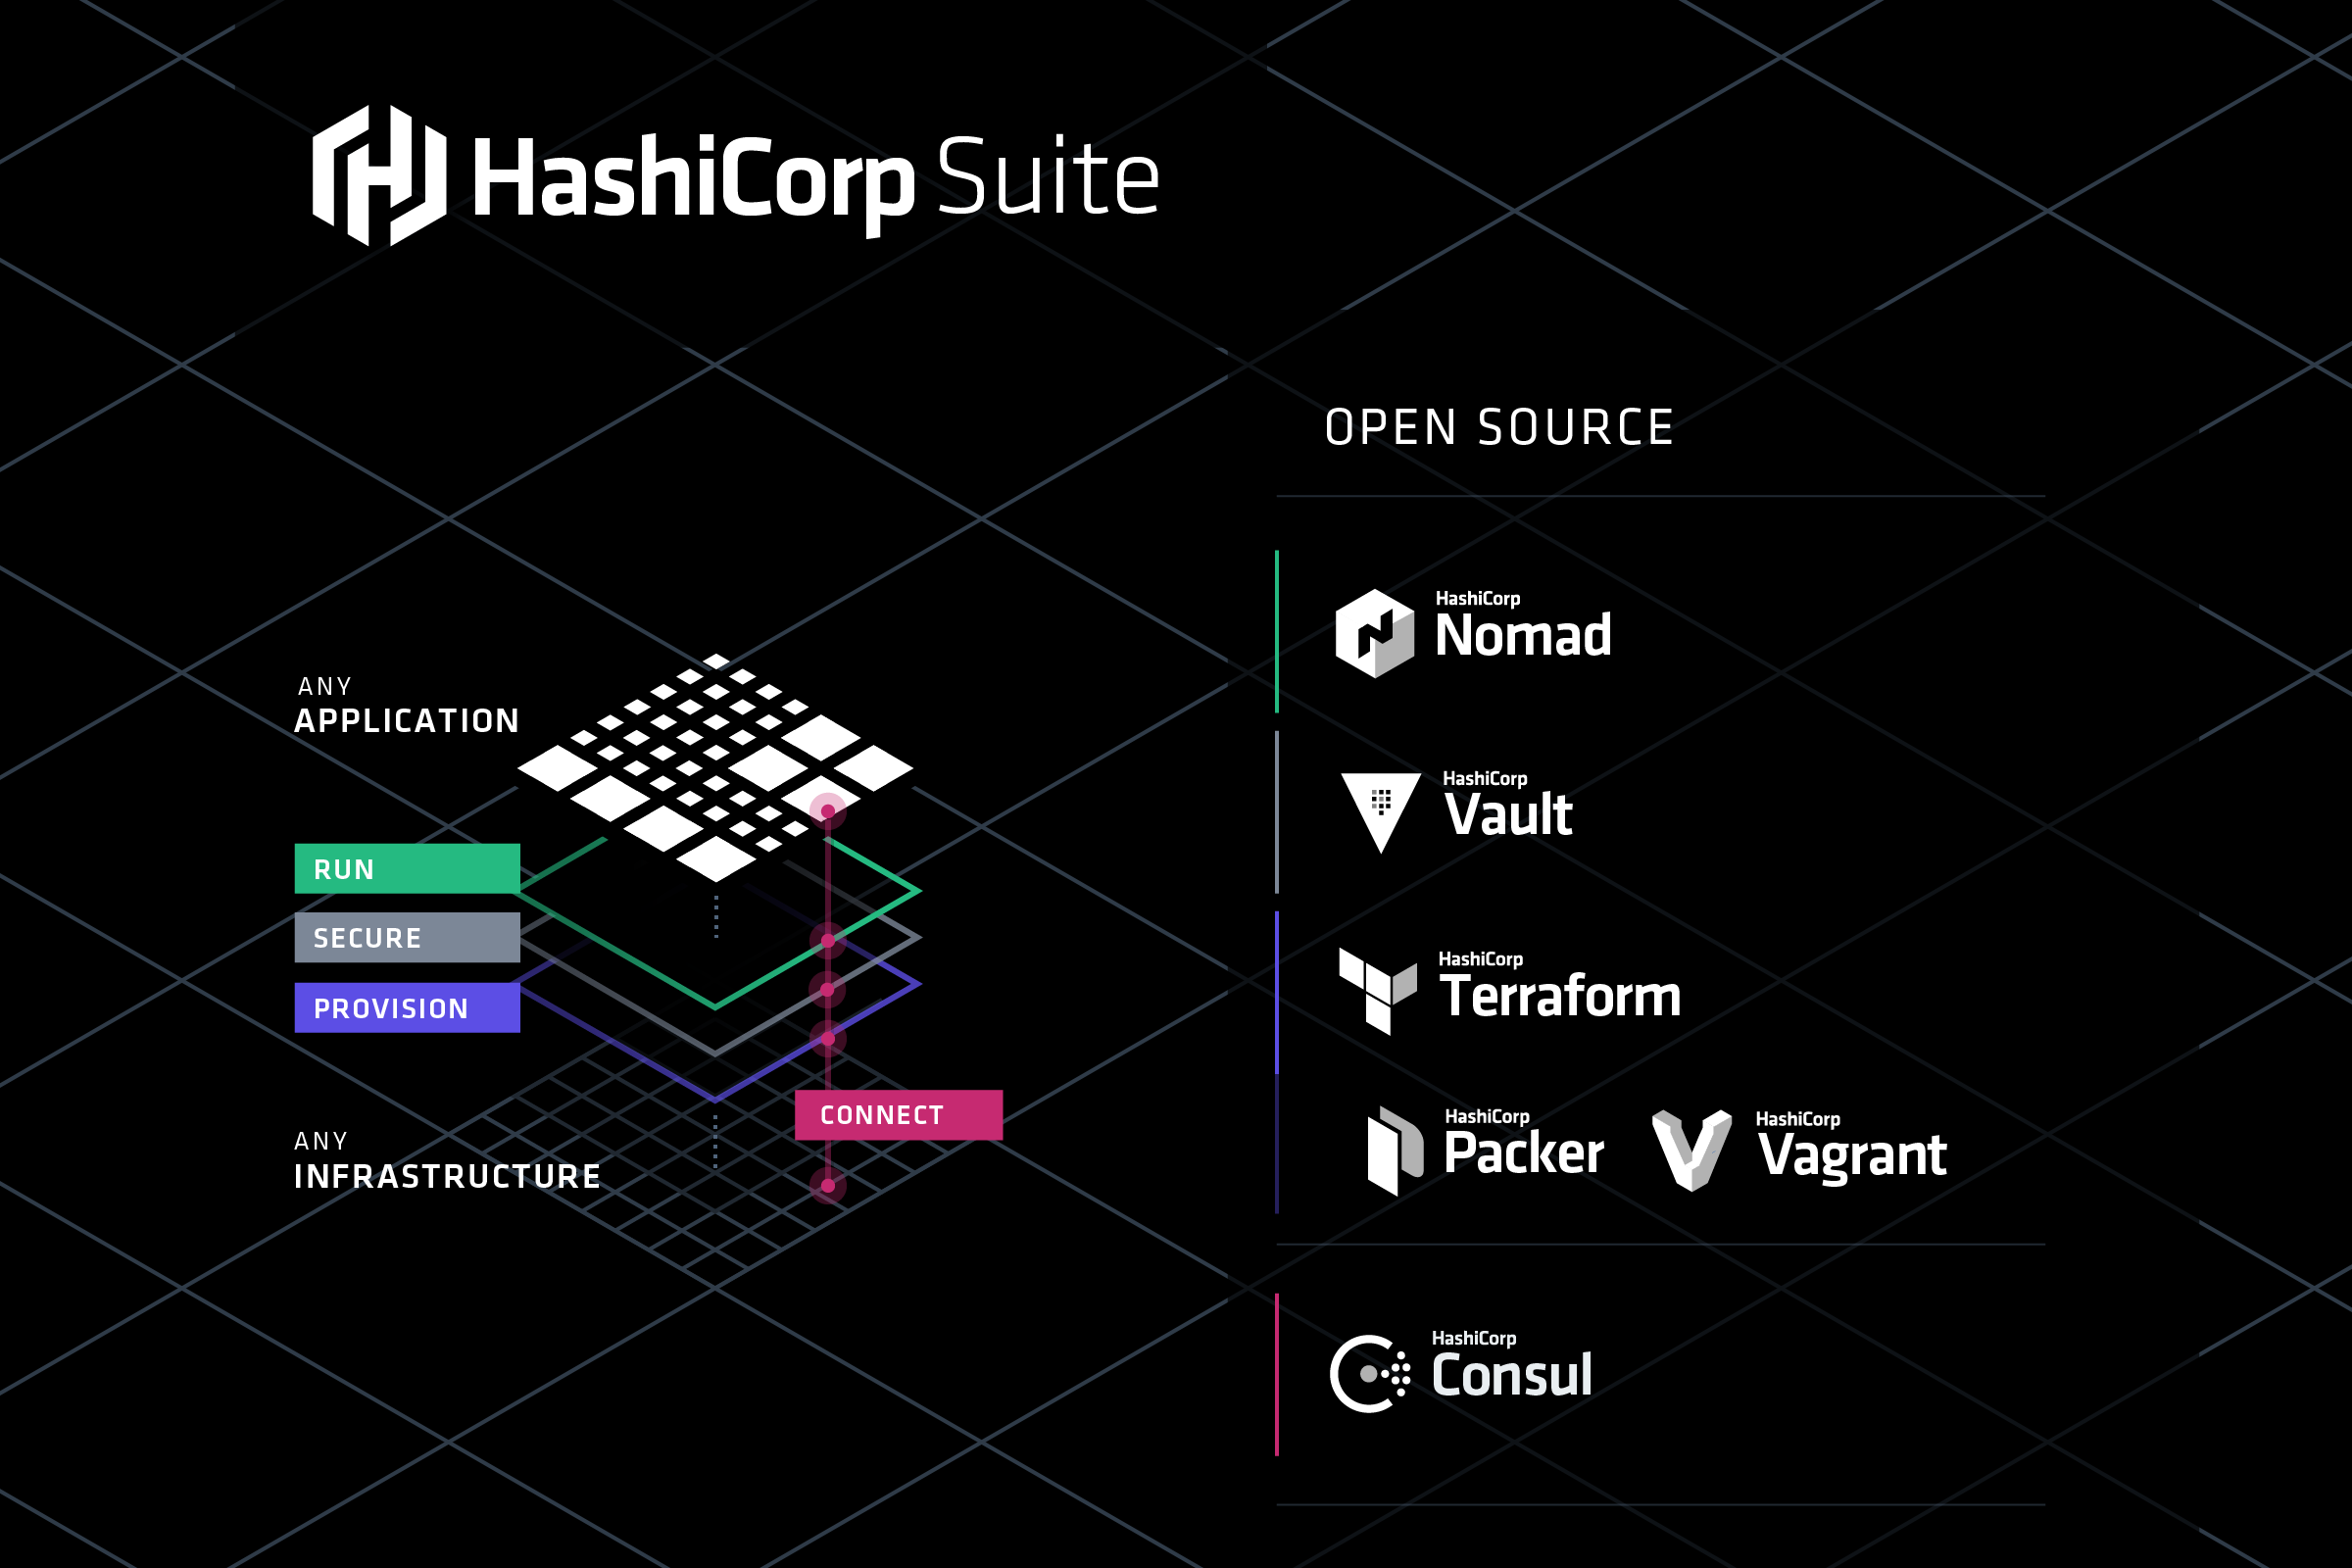 HashiCorp Suite
ANY
APPLICATION
RUN
SECURE
PROVISION
CONNECT
ANY
INFRASTRUCTURE
OPEN SOURCE
HashiCorp
Nomad
HashiCorp
Vault
HashiCorp
Terraform
HashiCorp
Packer
HashiCorp
Vagrant
HashiCorp
Consul